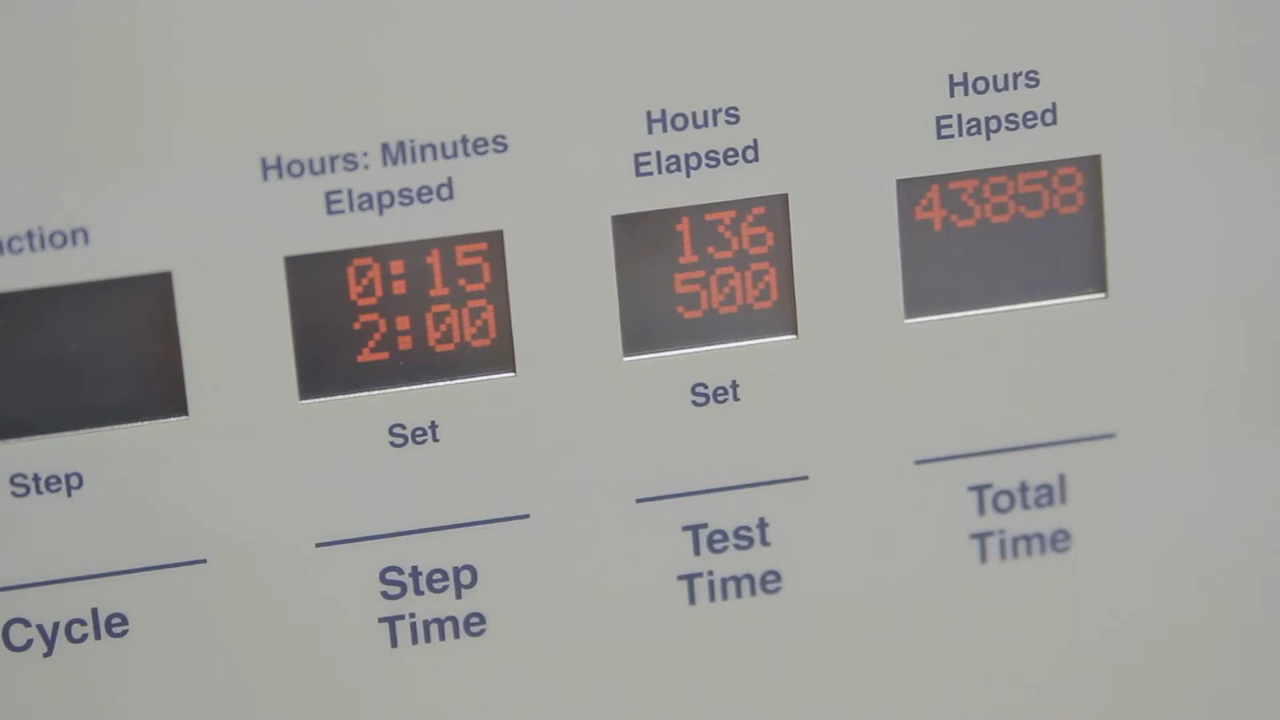 Hours: Minutes
Elapsed
0:15
2:00
Set
Step
Time
Hours
Elapsed
136
500
Set
Test
Time
Hours
Elapsed
43858
Total
Time
Step
Cycle